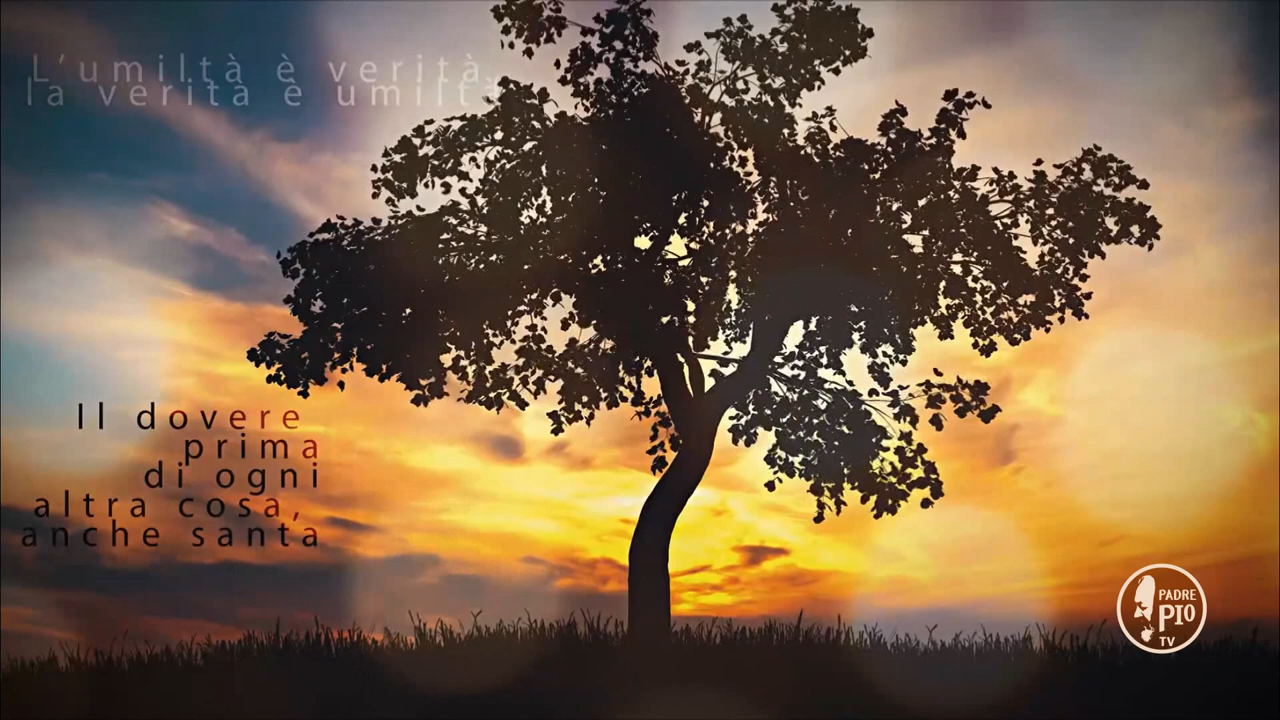 L'umiltà è verità,
la verità è umiltà
Il dovere
prima
di ogni
altra cosa,
anche santa
PADRE
PIO
TV